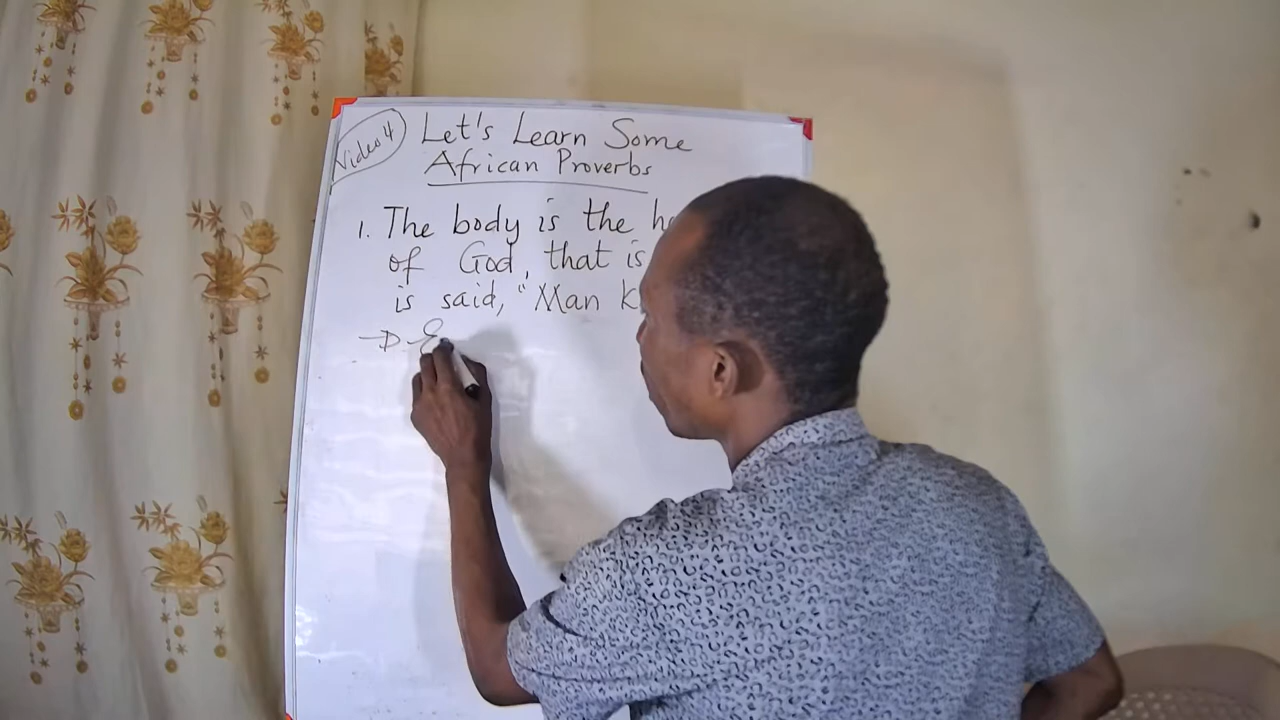 Video 4
Let's Learn Some
African Proverbs
1. The body is the
of God, that is
is said, "Man